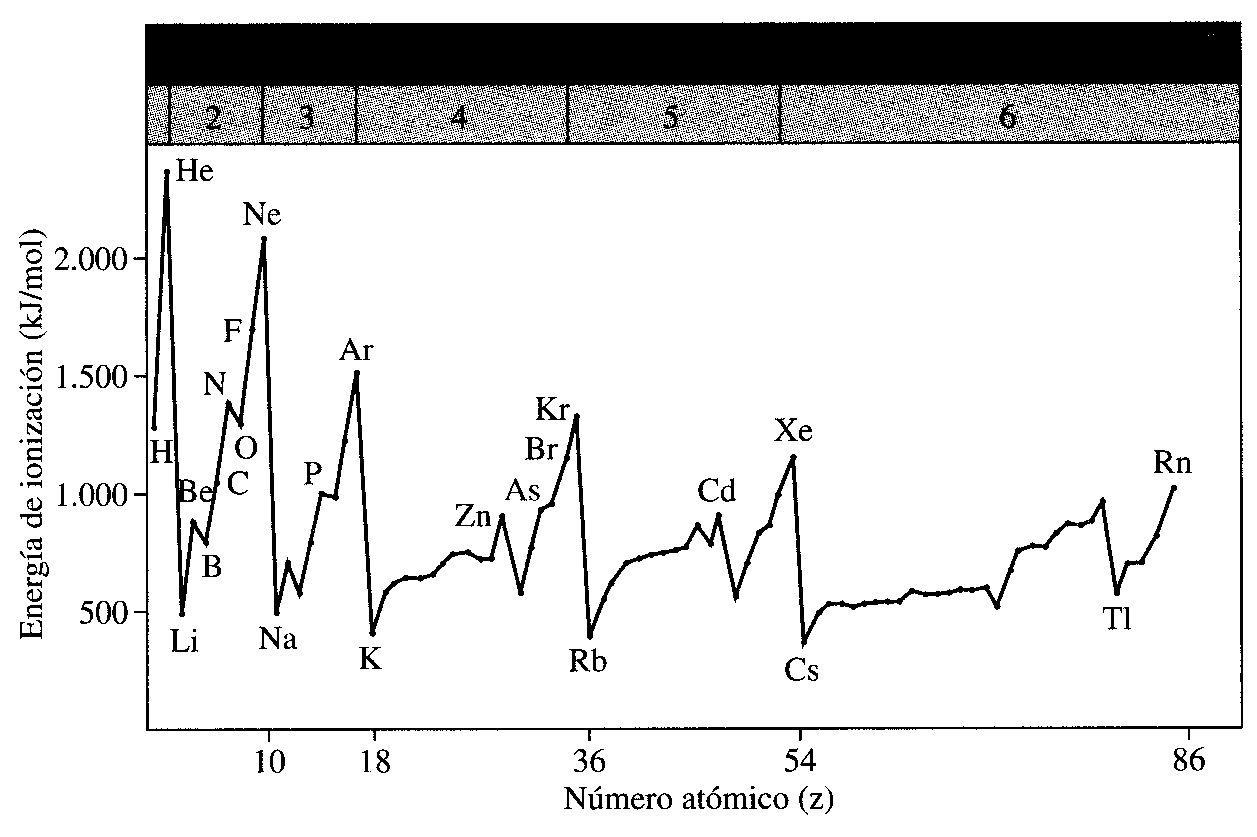 2 3 4 5 6
He
Ne
2.000
F
Ar
1.500
N
Kr
Xe
Br
H
O
Rn
P
Be
C
As
Cd
1.000
Zn
B
500
Li
Na
K
Rb
Cs
Tl
10 18 36 54 86
Número atómico (z)
Energía de ionización (kJ/mol)